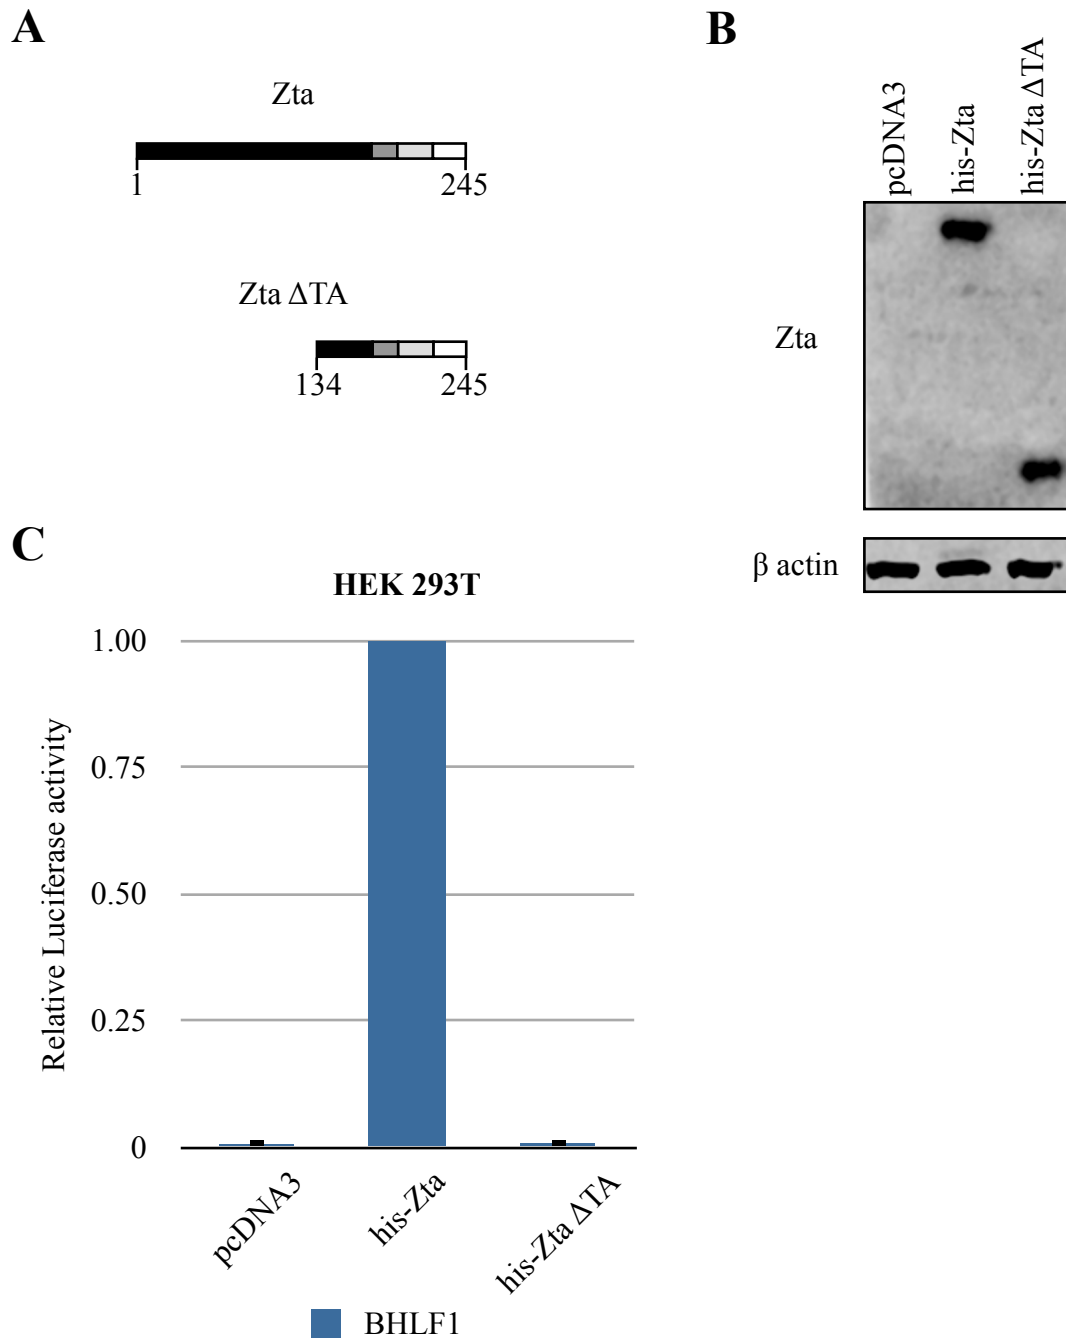 A
Zta
1 245
Zta ΔTA
134 245
B
pcDNA3
his-Zta
his-Zta ΔTA
Zta
β actin
C
HEK 293T
Relative Luciferase activity
1.00
0.75
0.50
0.25
0
pcDNA3
his-Zta
his-Zta ΔTA
BHLF1